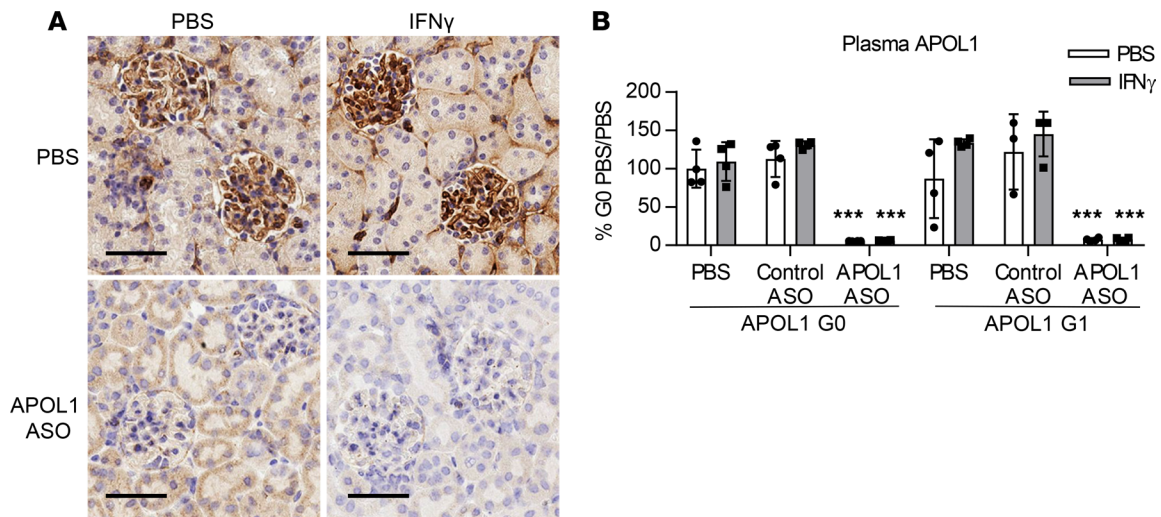 A
PBS
IFNγ
PBS
APOL1
ASO
B
Plasma APOL1
PBS
IFNγ
% G0 PBS/PBS
200
150
100
50
0
*** ***
*** ***
PBS
Control
ASO
APOL1
ASO
PBS
Control
ASO
APOL1
ASO
APOL1 G0
APOL1 G1